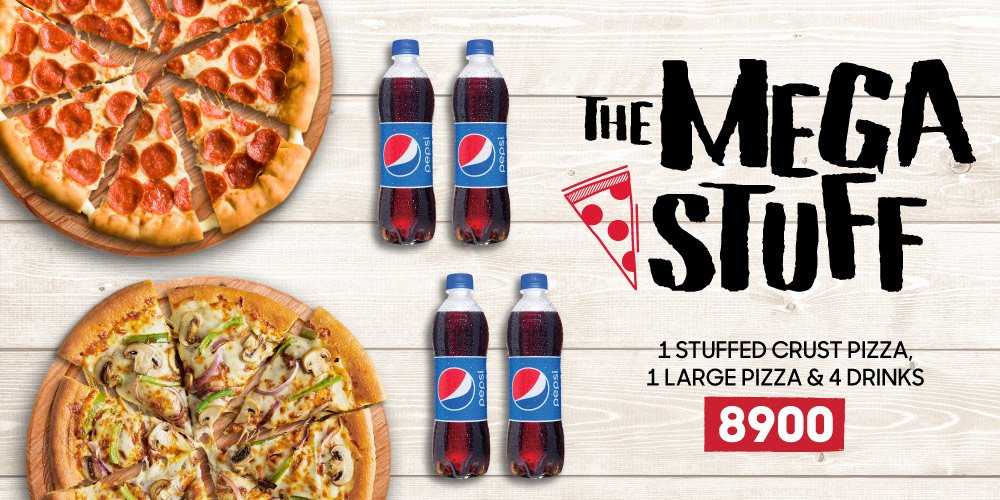 THE MEGA
STUFF
1 STUFFED CRUST PIZZA,
1 LARGE PIZZA & 4 DRINKS
8900
pepsi
pepsi
pepsi
pepsi